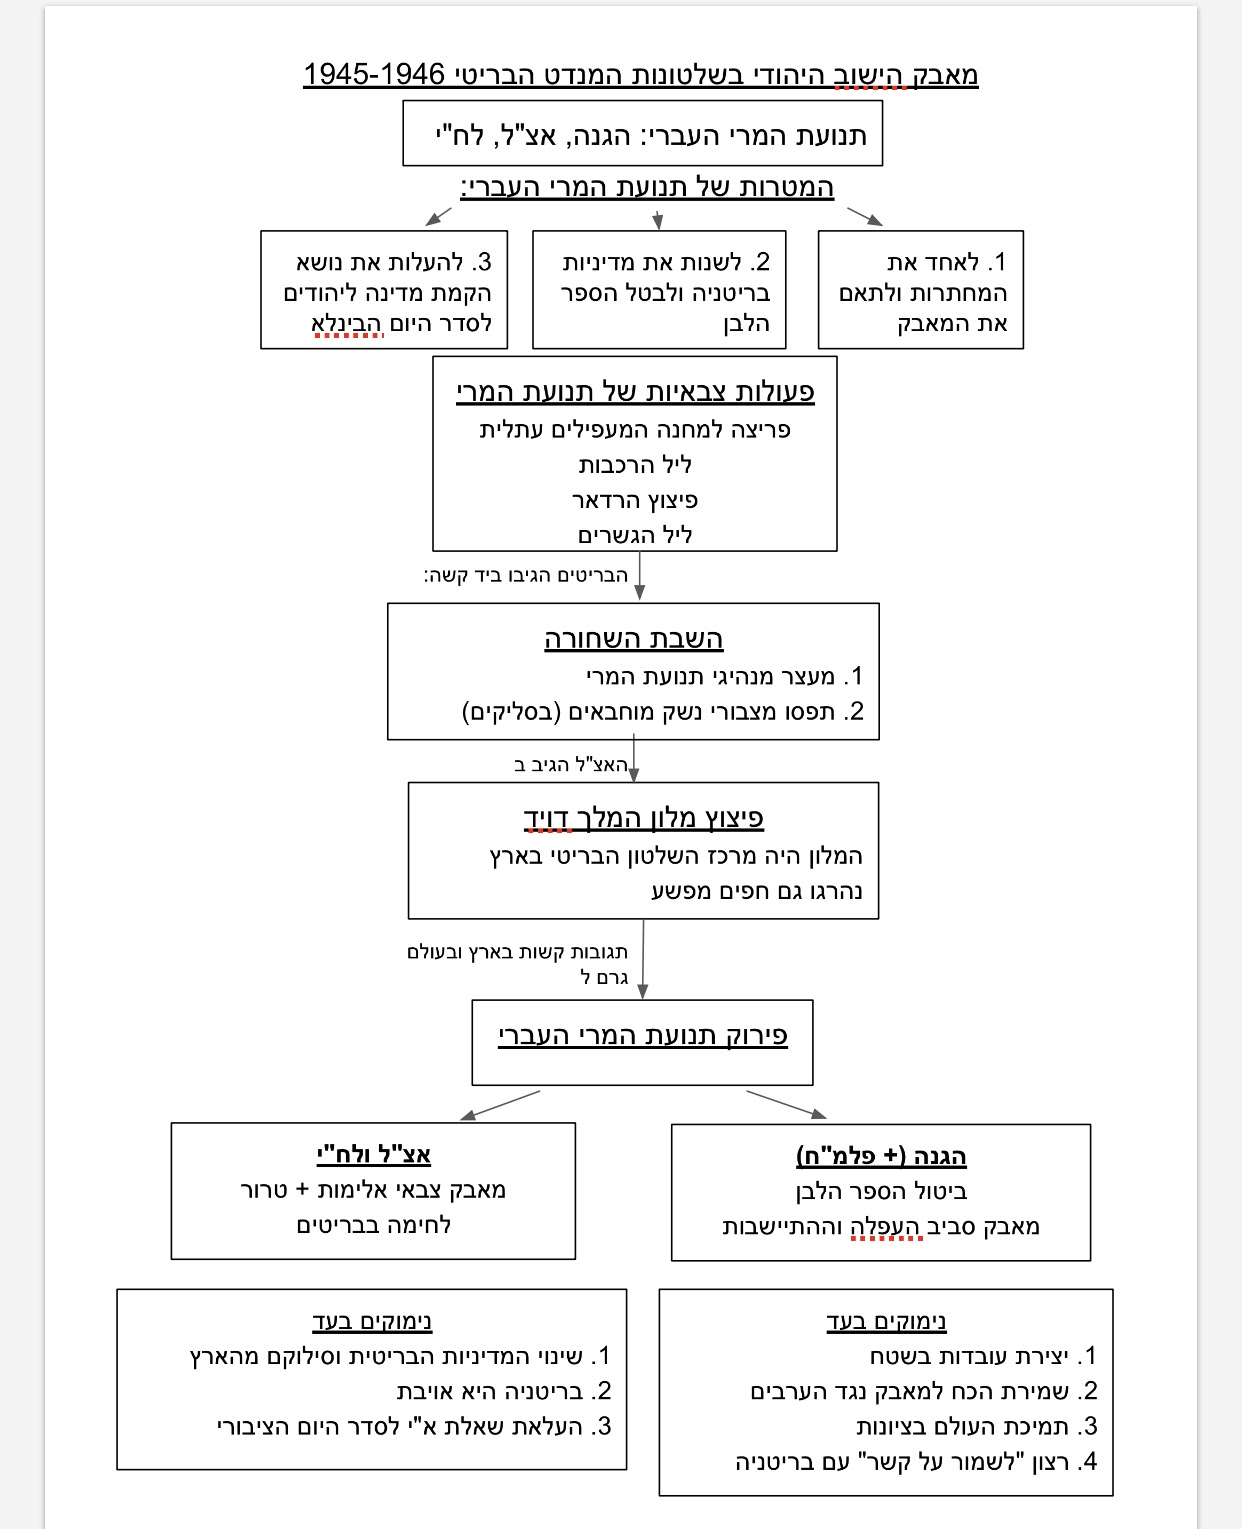 מאבק הישוב היהודי בשלטונות המנדט הבריטי 1945-1946
תנועת המרי העברי: הגנה, אצ"ל, לח"י
המטרות של תנועת המרי העברי:
1. לאחד את
המחתרות ולתאם
את המאבק
2. לשנות את מדיניות
בריטניה ולבטל הספר
הלבן
3. להעלות את נושא
הקמת מדינה ליהודים
לסדר היום הבינלא
פעולות צבאיות של תנועת המרי
פריצה למחנה המעפילים עתלית
ליל הרכבות
פיצוץ הרדאר
ליל הגשרים
הבריטים הגיבו ביד קשה:
השבת השחורה
1. מעצר מנהיגי תנועת המרי
2. תפסו מצבורי נשק מוחבאים (בסליקים)
האצ"ל הגיב ב
פיצוץ מלון המלך דויד
המלון היה מרכז השלטון הבריטי בארץ
נהרגו גם חפים מפשע
תגובות קשות בארץ ובעולם
גרם ל
פירוק תנועת המרי העברי
הגנה (+ פלמ"ח)
ביטול הספר הלבן
מאבק סביב העפלה וההתיישבות
אצ"ל ולח"י
מאבק צבאי אלימות + טרור
לחימה בבריטים
נימוקים בעד
1. יצירת עובדות בשטח
2. שמירת הכח למאבק נגד הערבים
3. תמיכת העולם בציונות
4. רצון "לשמור על קשר" עם בריטניה
נימוקים בעד
1. שינוי המדיניות הבריטית וסילוקם מהארץ
2. בריטניה היא אויבת
3. העלאת שאלת א"י לסדר היום הציבורי